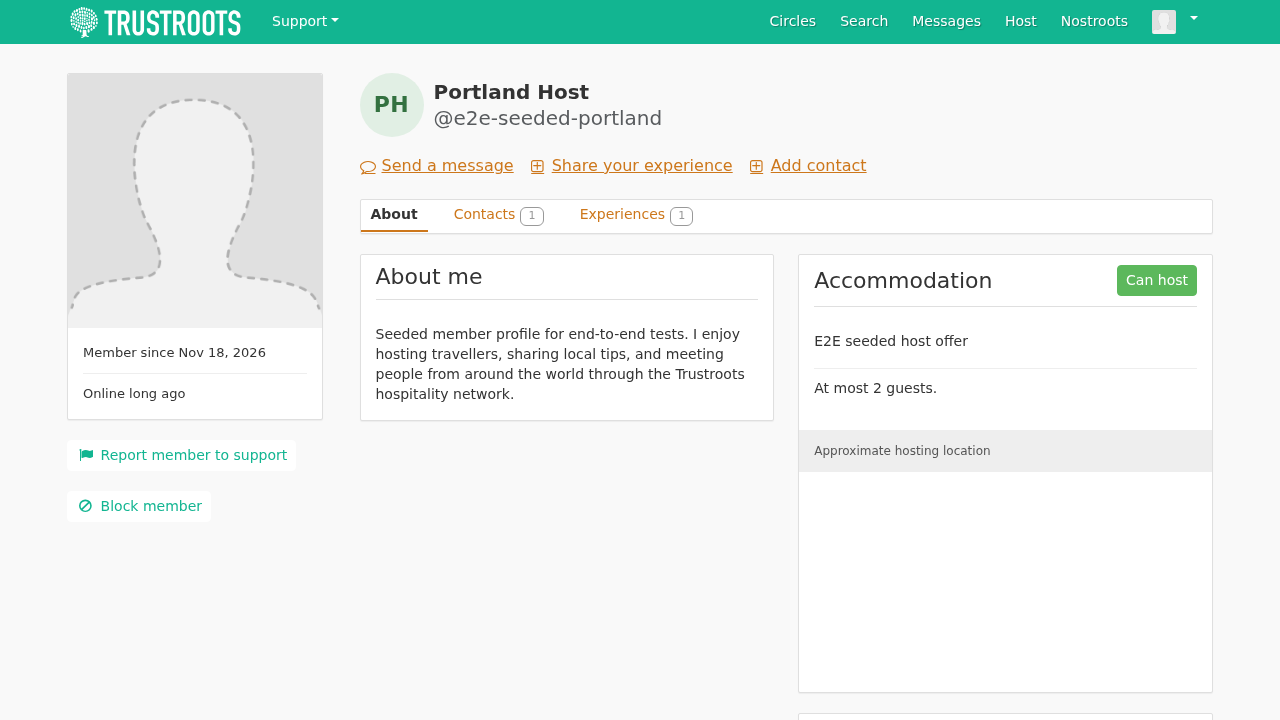 TRUSTROOTS
Support
Circles
Search
Messages
Host
Nostroots
PH
Portland Host
@e2e-seeded-portland
Send a message
Share your experience
Add contact
About
Contacts 1
Experiences 1
Member since Nov 18, 2026
Online long ago
Report member to support
Block member
About me
Seeded member profile for end-to-end tests. I enjoy
hosting travellers, sharing local tips, and meeting
people from around the world through the Trustroots
hospitality network.
Accommodation
Can host
E2E seeded host offer
At most 2 guests.
Approximate hosting location